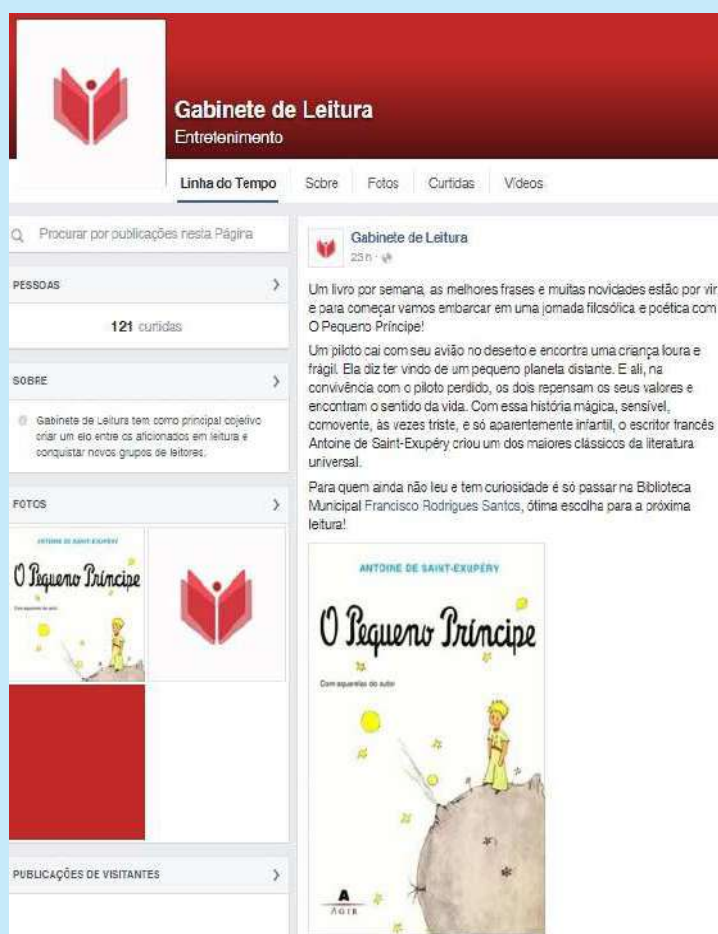 Gabinete de Leitura
Entretenimento
Linha do Tempo
Sobre
Fotos
Curtidas
Vídeos
Procurar por publicações nesta Página
PESSOAS
121 curtidas
SOBRE
Gabinete de Leitura tem como principal objetivo
criar um elo entre os aficionados em leitura e
conquistar novos grupos de leitores.
FOTOS
ANTOINE DE SAINT-EXUPÉRY
O Pequeno Príncipe
Com aquarelas do autor
PUBLICAÇÕES DE VISITANTES
Gabinete de Leitura
23 h
Um livro por semana, as melhores frases e muitas novidades estão por vir
e para começar vamos embarcar em uma jornada filosófica e poética com
O Pequeno Príncipe!
Um piloto cai com seu avião no deserto e encontra uma criança loura e
frágil. Ela diz ter vindo de um pequeno planeta distante. E ali, na
convivência com o piloto perdido, os dois repensam os seus valores e
encontram o sentido da vida. Com essa história mágica, sensível,
comovente, às vezes triste, e só aparentemente infantil, o escritor francês
Antoine de Saint-Exupéry criou um dos maiores clássicos da literatura
universal.
Para quem ainda não leu e tem curiosidade é só passar na Biblioteca
Municipal Francisco Rodrigues Santos, ótima escolha para a próxima
leitura!
ANTOINE DE SAINT-EXUPÉRY
O Pequeno Príncipe
Com aquarelas do autor
A
AGIR